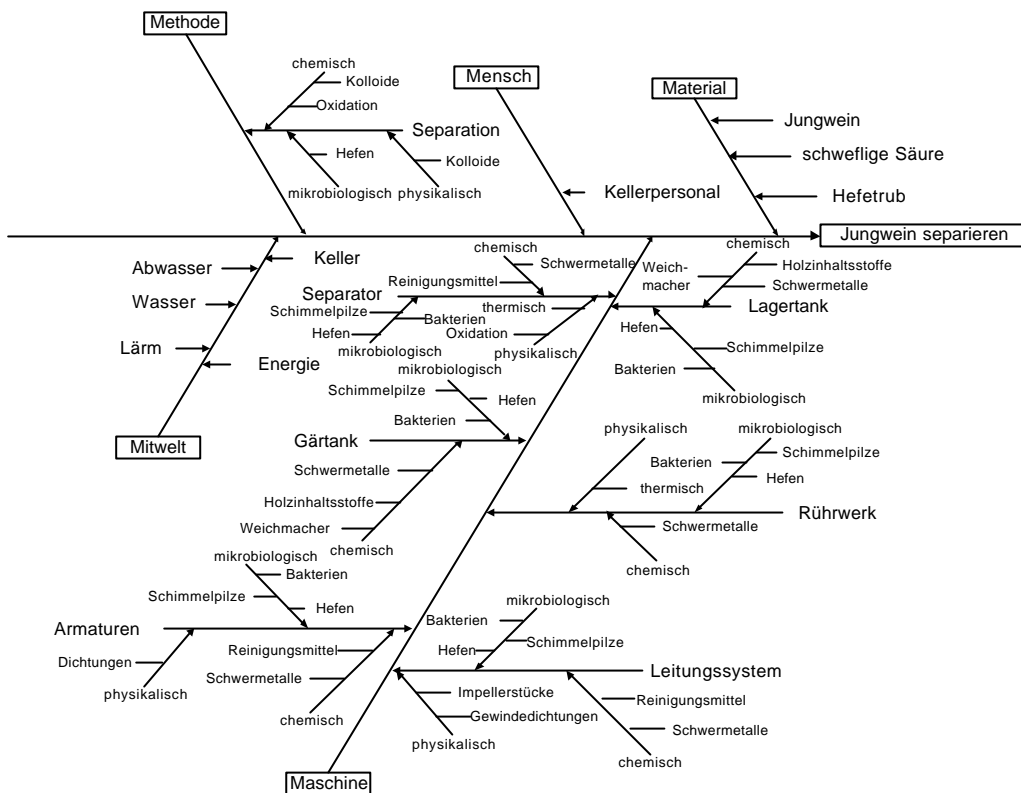 Methode
chemisch
Kolloide
Oxidation
Separation
Hefen
Kolloide
mikrobiologisch
physikalisch
Mensch
Kellerpersonal
Material
Jungwein
schweflige Säure
Hefetrub
Jungwein separieren
Abwasser
Keller
Wasser
Lärm
Energie
Mitwelt
chemisch
Schwermetalle
Reinigungsmittel
Separator
Schimmelpilze
Bakterien
thermisch
Hefen
Oxidation
mikrobiologisch
physikalisch
chemisch
Weich-
macher
Holzinhaltsstoffe
Schwermetalle
Lagertank
Hefen
Schimmelpilze
Bakterien
mikrobiologisch
mikrobiologisch
Schimmelpilze
Hefen
Bakterien
Gärtank
Schwermetalle
Holzinhaltsstoffe
Weichmacher
chemisch
physikalisch
mikrobiologisch
Schimmelpilze
Bakterien
Hefen
thermisch
Rührwerk
Schwermetalle
chemisch
mikrobiologisch
Bakterien
Schimmelpilze
Hefen
Armaturen
Dichtungen
physikalisch
Reinigungsmittel
Schwermetalle
chemisch
mikrobiologisch
Bakterien
Schimmelpilze
Hefen
Leitungssystem
Impellerstücke
Gewindedichtungen
physikalisch
Reinigungsmittel
Schwermetalle
chemisch
Maschine